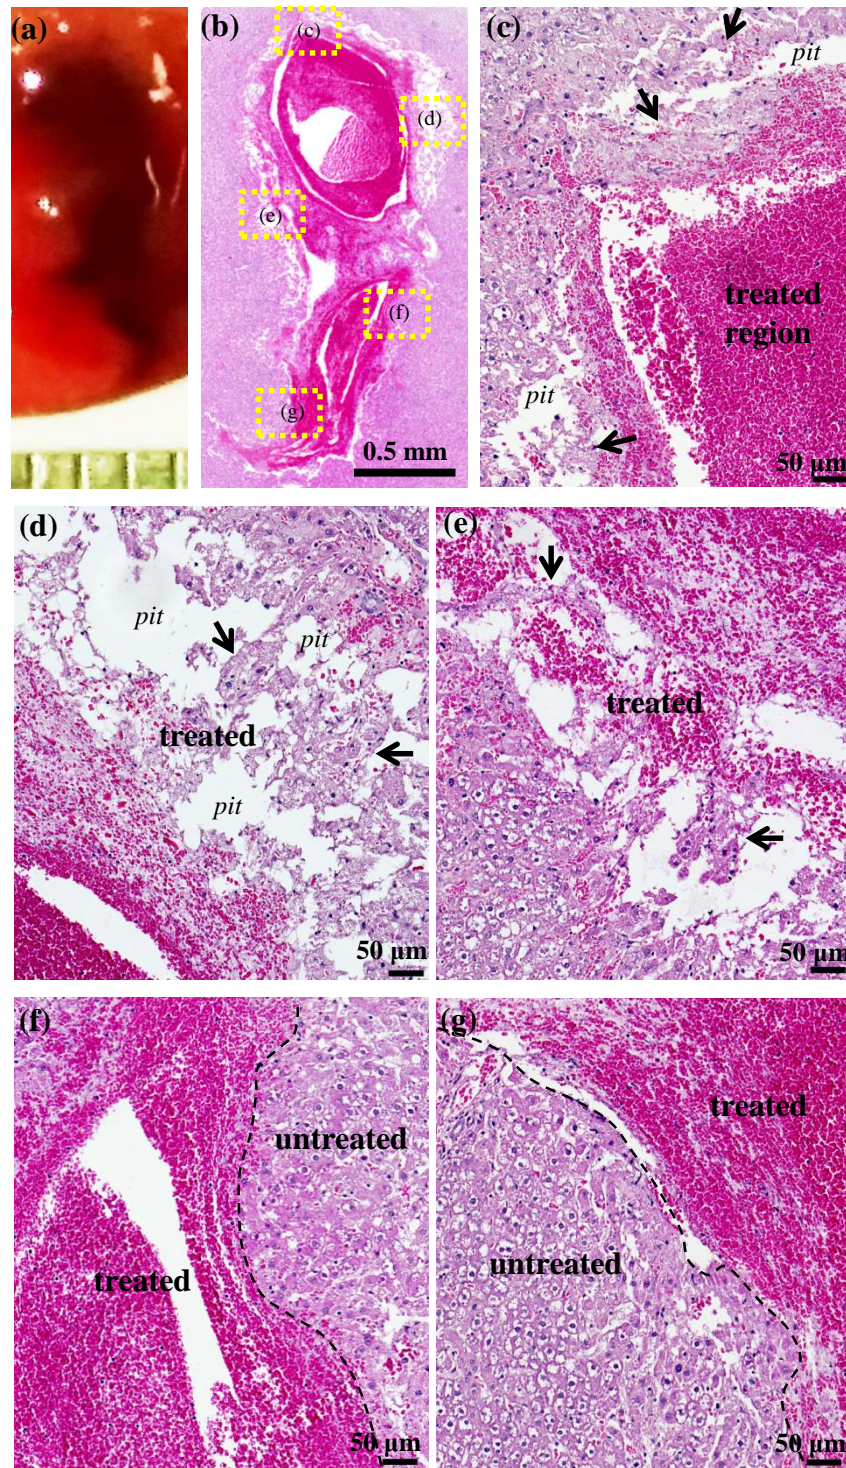 (a)
(b)
(c)
(d)
(e)
(f)
(g)
0.5 mm
(c)
pit
treated
region
pit
50 μm
(d)
pit
pit
treated
pit
50 μm
(e)
treated
50 μm
(f)
untreated
treated
50 μm
(g)
treated
untreated
50 μm